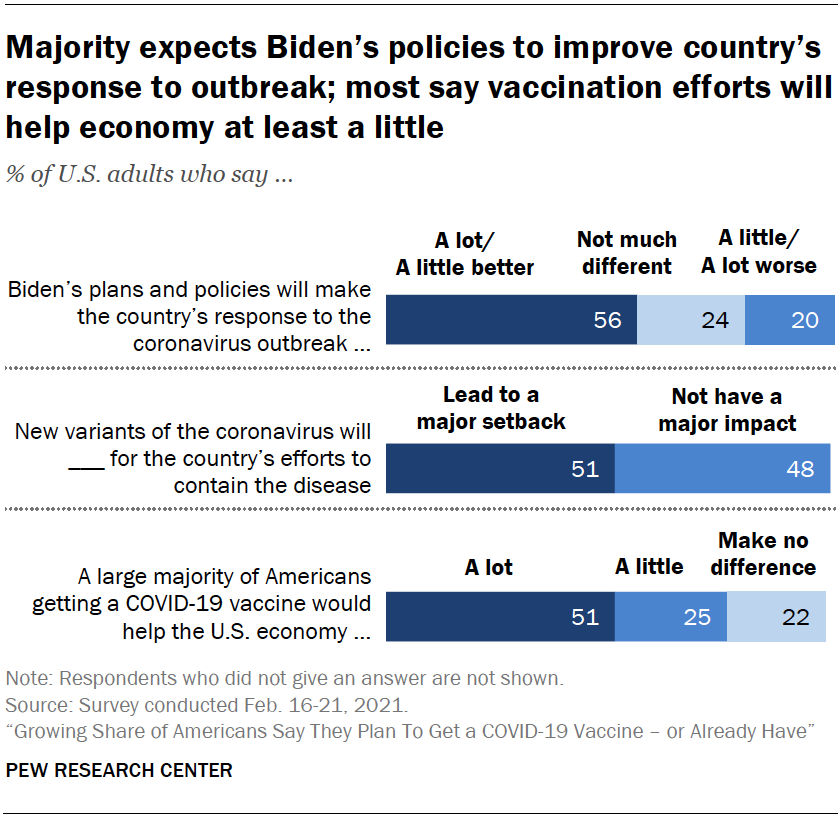 Majority expects Biden's policies to improve country's
response to outbreak; most say vaccination efforts will
help economy at least a little
% of U.S. adults who say ...
A lot/
A little better
Not much
different
A little/
A lot worse
Biden's plans and policies will make
the country's response to the
coronavirus outbreak ...
56
24
20
Lead to a
major setback
Not have a
major impact
New variants of the coronavirus will
___ for the country's efforts to
contain the disease
51
48
A lot
A little
Make no
difference
A large majority of Americans
getting a COVID-19 vaccine would
help the U.S. economy ...
51
25
22
Note: Respondents who did not give an answer are not shown.
Source: Survey conducted Feb. 16-21, 2021.
“Growing Share of Americans Say They Plan To Get a COVID-19 Vaccine – or Already Have”
PEW RESEARCH CENTER